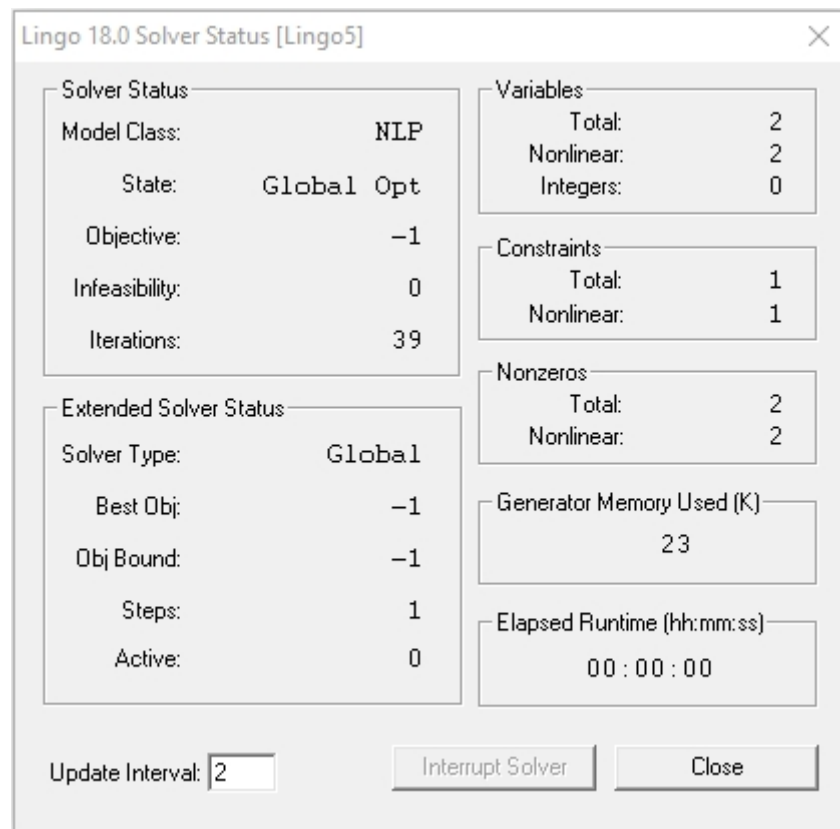 Lingo 18.0 Solver Status [Lingo5]
Solver Status
Model Class: NLP
State: Global Opt
Objective: -1
Infeasibility: 0
Iterations: 39
Extended Solver Status
Solver Type: Global
Best Obj: -1
Obj Bound: -1
Steps: 1
Active: 0
Variables
Total: 2
Nonlinear: 2
Integers: 0
Constraints
Total: 1
Nonlinear: 1
Nonzeros
Total: 2
Nonlinear: 2
Generator Memory Used (K)
23
Elapsed Runtime (hh:mm:ss)
00:00:00
Update Interval: 2
Interrupt Solver
Close